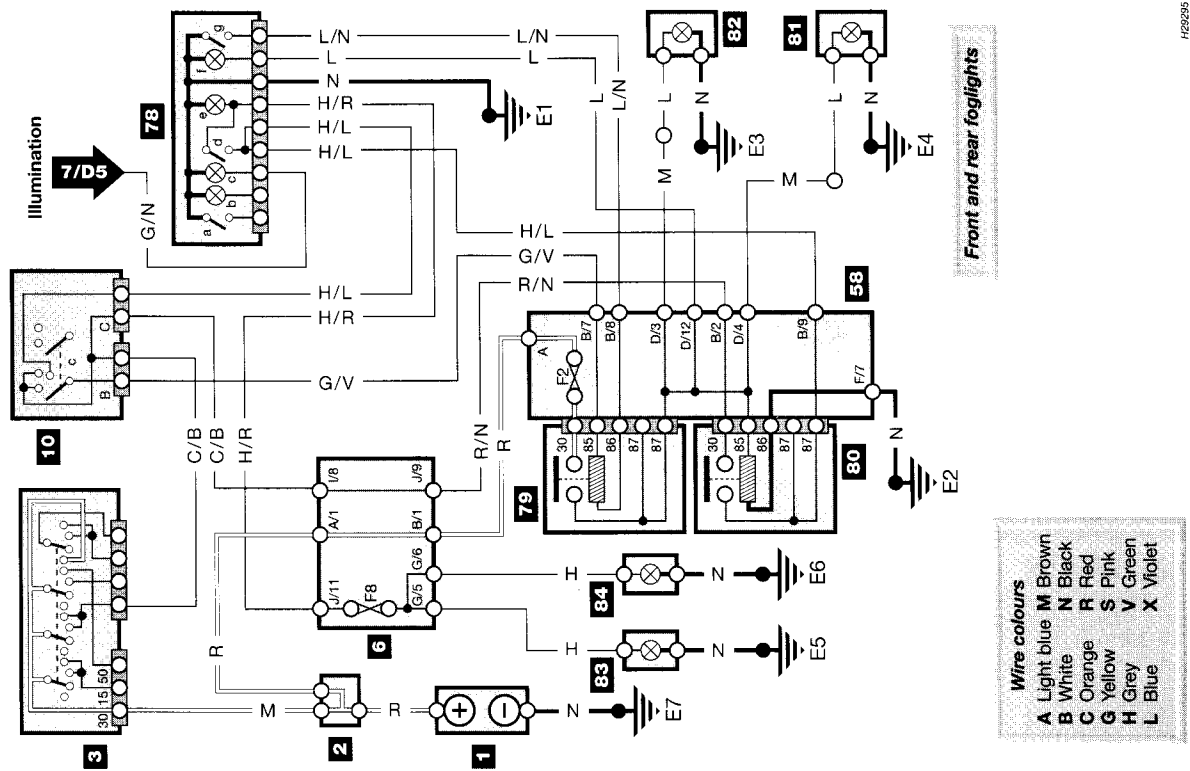 Illumination
7/D5
G/N
78
a
b
c
d
e
f
g
L/N
L
N
H/R
H/L
H/L
E1
L/N
L
L
L/N
82
L
N
M
E3
81
L
N
M
E4
H29295
10
B
C
c
H/L
H/R
G/V
H/L
G/V
R/N
Front and rear foglights
3
30
15
50
C/B
C/B
H/R
R/N
R
58
A
F2
B/7
B/8
D/3
D/12
B/2
D/4
B/9
F/7
N
E2
79
30
85
86
87
87
80
30
85
86
87
87
6
I/8
A/1
J/11
F8
J/9
B/1
G/6
G/5
R
M
2
R
1
+
−
N
E7
H
83
N
E5
H
84
N
E6
Wire colours
A Light blue M Brown
B White N Black
C Orange R Red
G Yellow S Pink
H Grey V Green
L Blue X Violet